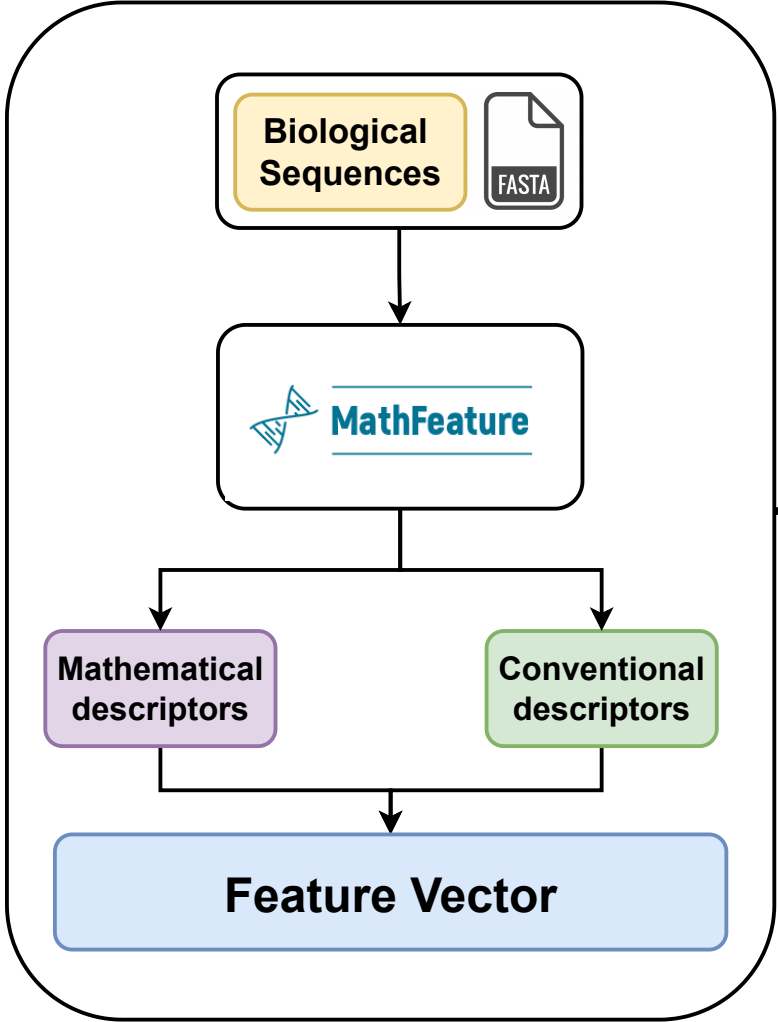 Biological
Sequences
FASTA
MathFeature
Mathematical
descriptors
Conventional
descriptors
Feature Vector